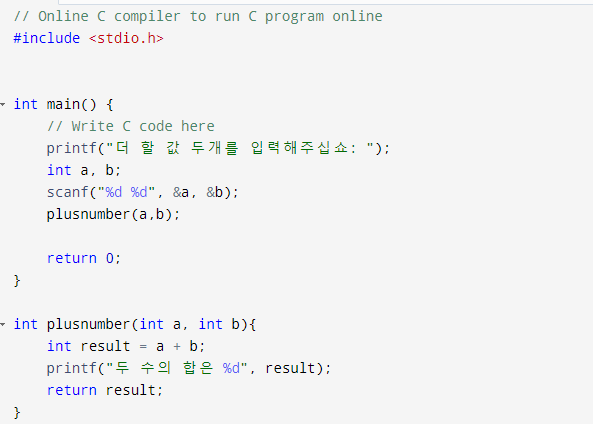 // Online C compiler to run C program online
#include <stdio.h>
int main() {
// Write C code here
printf("더 할 값 두개를 입력해주십쇼: ");
int a, b;
scanf("%d %d", &a, &b);
plusnumber(a,b);
return 0;
}
int plusnumber(int a, int b){
int result = a + b;
printf("두 수의 합은 %d", result);
return result;
}